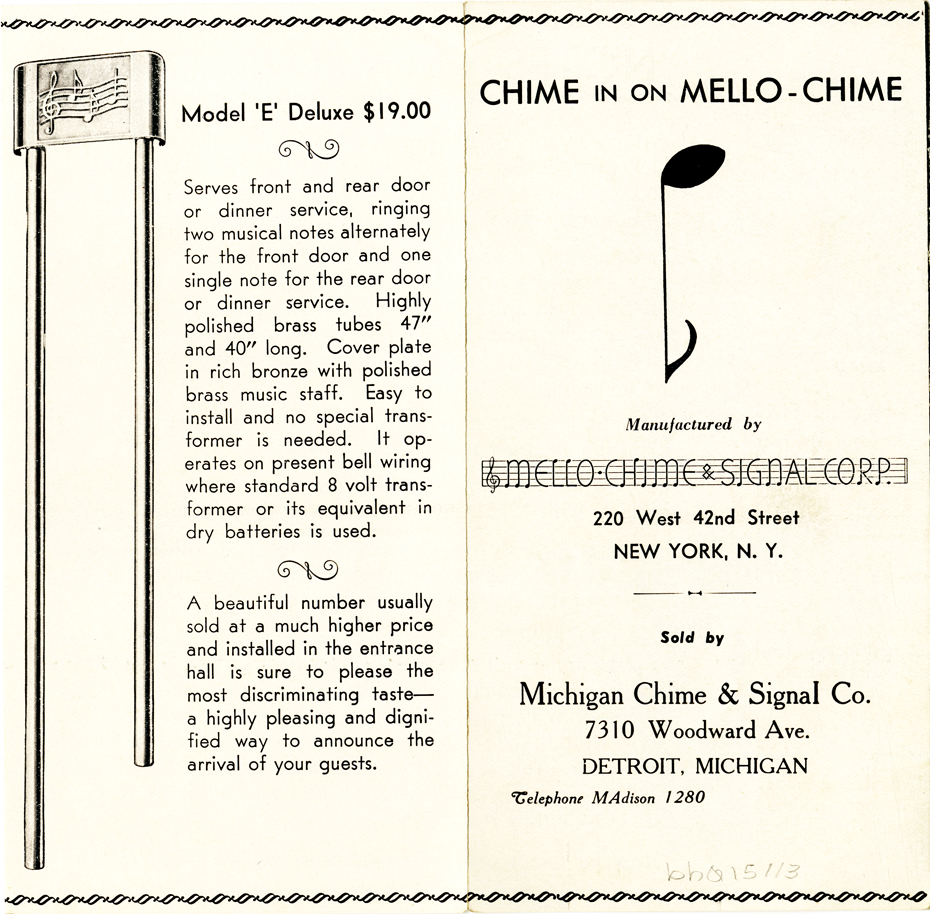 Model 'E' Deluxe $19.00
Serves front and rear door
or dinner service, ringing
two musical notes alternately
for the front door and one
single note for the rear door
or dinner service. Highly
polished brass tubes 47"
and 40" long. Cover plate
in rich bronze with polished
brass music staff. Easy to
install and no special trans-
former is needed. It op-
erates on present bell wiring
where standard 8 volt trans-
former or its equivalent in
dry batteries is used.
A beautiful number usually
sold at a much higher price
and installed in the entrance
hall is sure to please the
most discriminating taste—
a highly pleasing and digni-
fied way to announce the
arrival of your guests.
CHIME IN ON MELLO-CHIME
Manufactured by
MELLO-CHIME & SIGNAL CORP.
220 West 42nd Street
NEW YORK, N. Y.
Sold by
Michigan Chime & Signal Co.
7310 Woodward Ave.
DETROIT, MICHIGAN
Telephone MAdison 1280